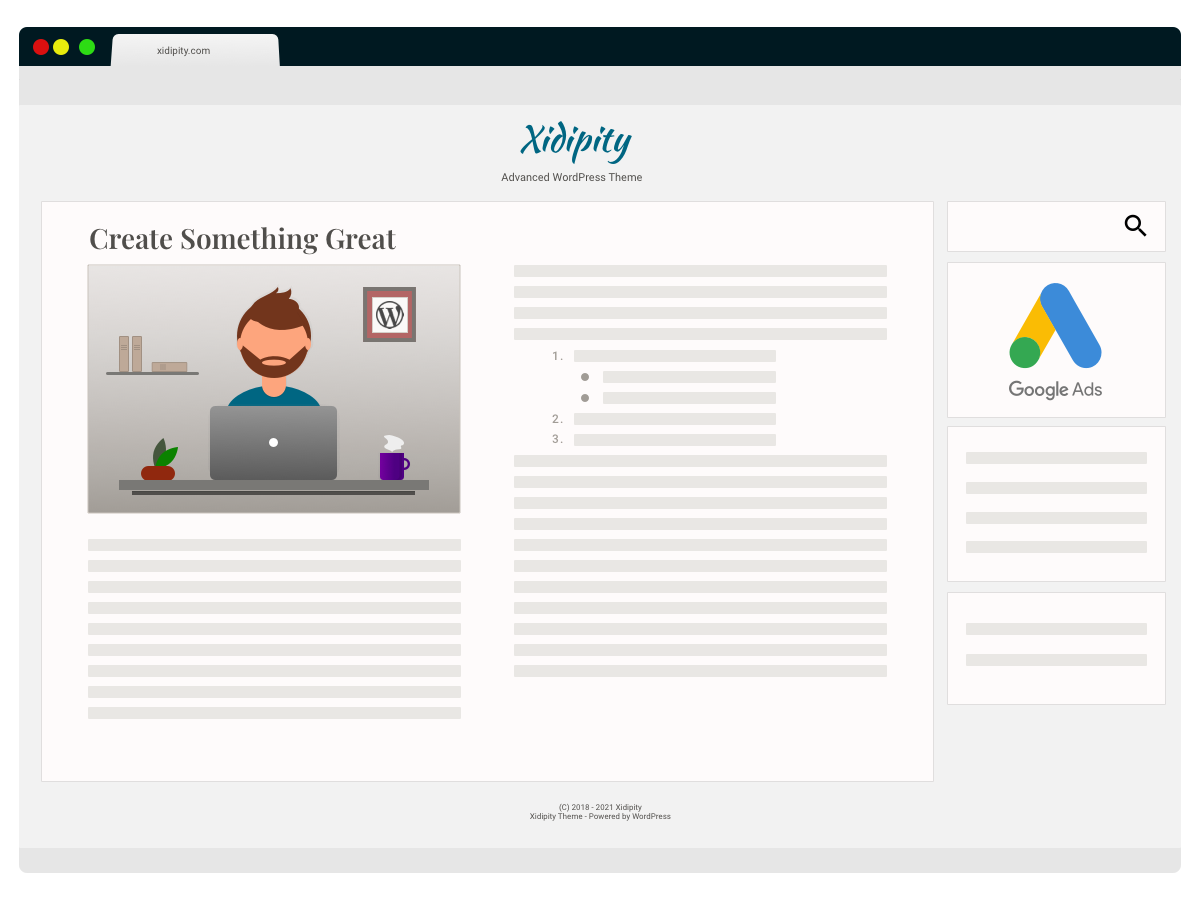 xidipity.com
Xidipity
Advanced WordPress Theme
Create Something Great
W
1.
2.
3.
Google Ads
(C) 2018 - 2021 Xidipity
Xidipity Theme - Powered by WordPress